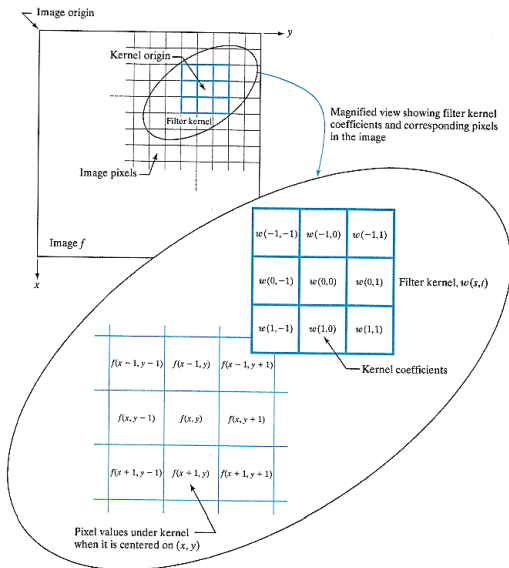 Image origin
y
Kernel origin
Filter kernel
Magnified view showing filter kernel
coefficients and corresponding pixels
in the image
Image pixels
Image f
x
w(−1,−1) w(−1,0) w(−1,1)
w(0,−1) w(0,0) w(0,1)
Filter kernel, w(s,t)
w(1,−1) w(1,0) w(1,1)
Kernel coefficients
f(x − 1, y − 1) f(x − 1, y) f(x − 1, y + 1)
f(x, y − 1) f(x, y) f(x, y + 1)
f(x + 1, y − 1) f(x + 1, y) f(x + 1, y + 1)
Pixel values under kernel
when it is centered on (x, y)